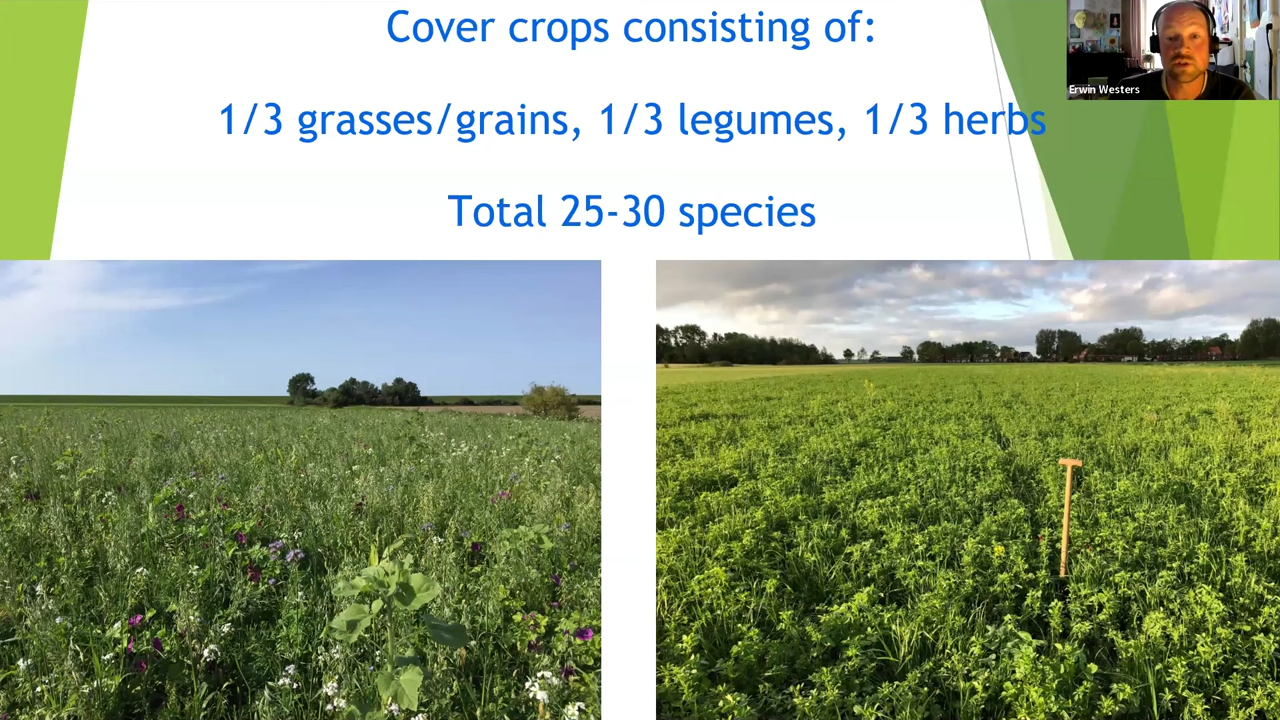 Cover crops consisting of:
1/3 grasses/grains, 1/3 legumes, 1/3 herbs
Total 25-30 species
Erwin Westers